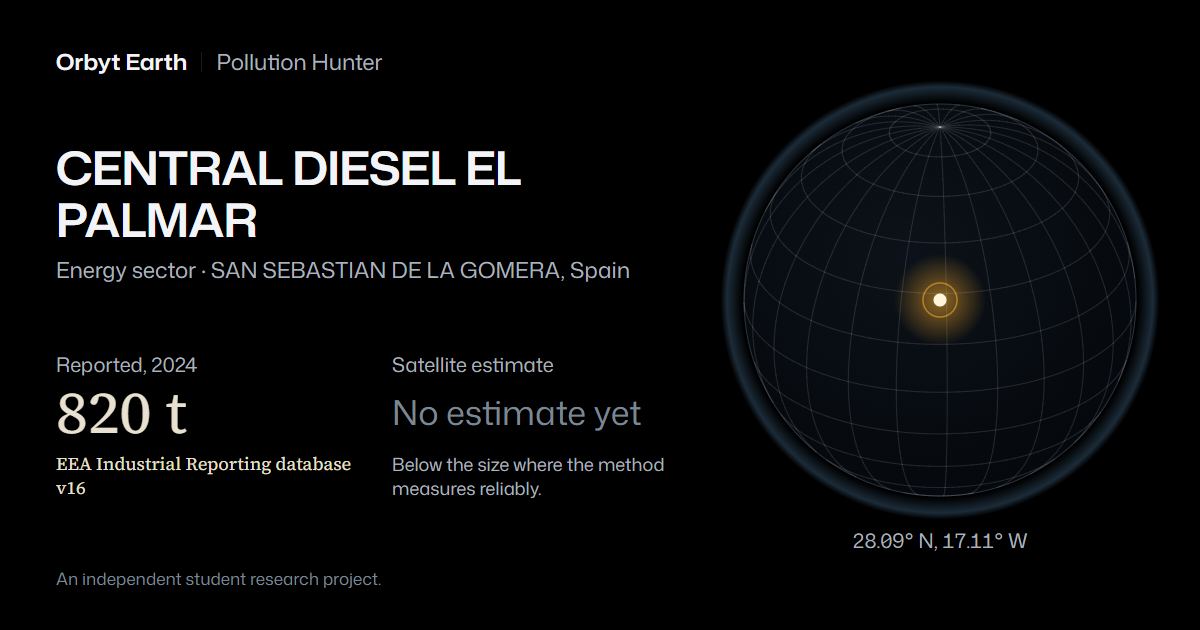 Orbyt Earth | Pollution Hunter
CENTRAL DIESEL EL
PALMAR
Energy sector · SAN SEBASTIAN DE LA GOMERA, Spain
Reported, 2024
820 t
EEA Industrial Reporting database
v16
Satellite estimate
No estimate yet
Below the size where the method
measures reliably.
28.09° N, 17.11° W
An independent student research project.